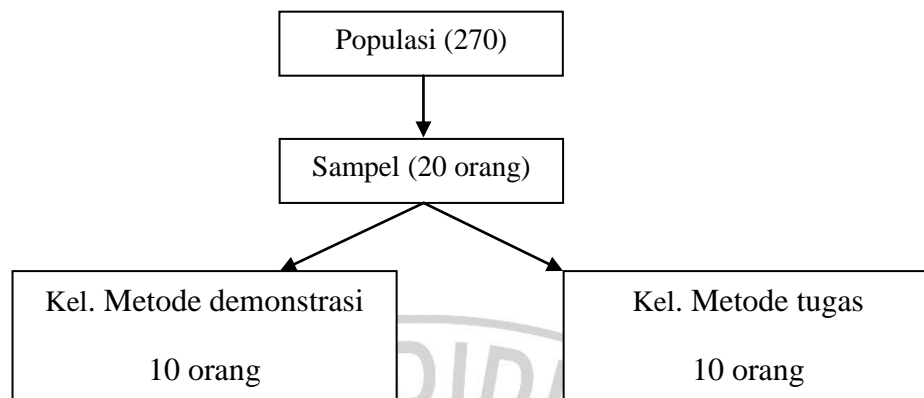 Populasi (270)
Sampel (20 orang)
Kel. Metode demonstrasi
10 orang
Kel. Metode tugas
10 orang